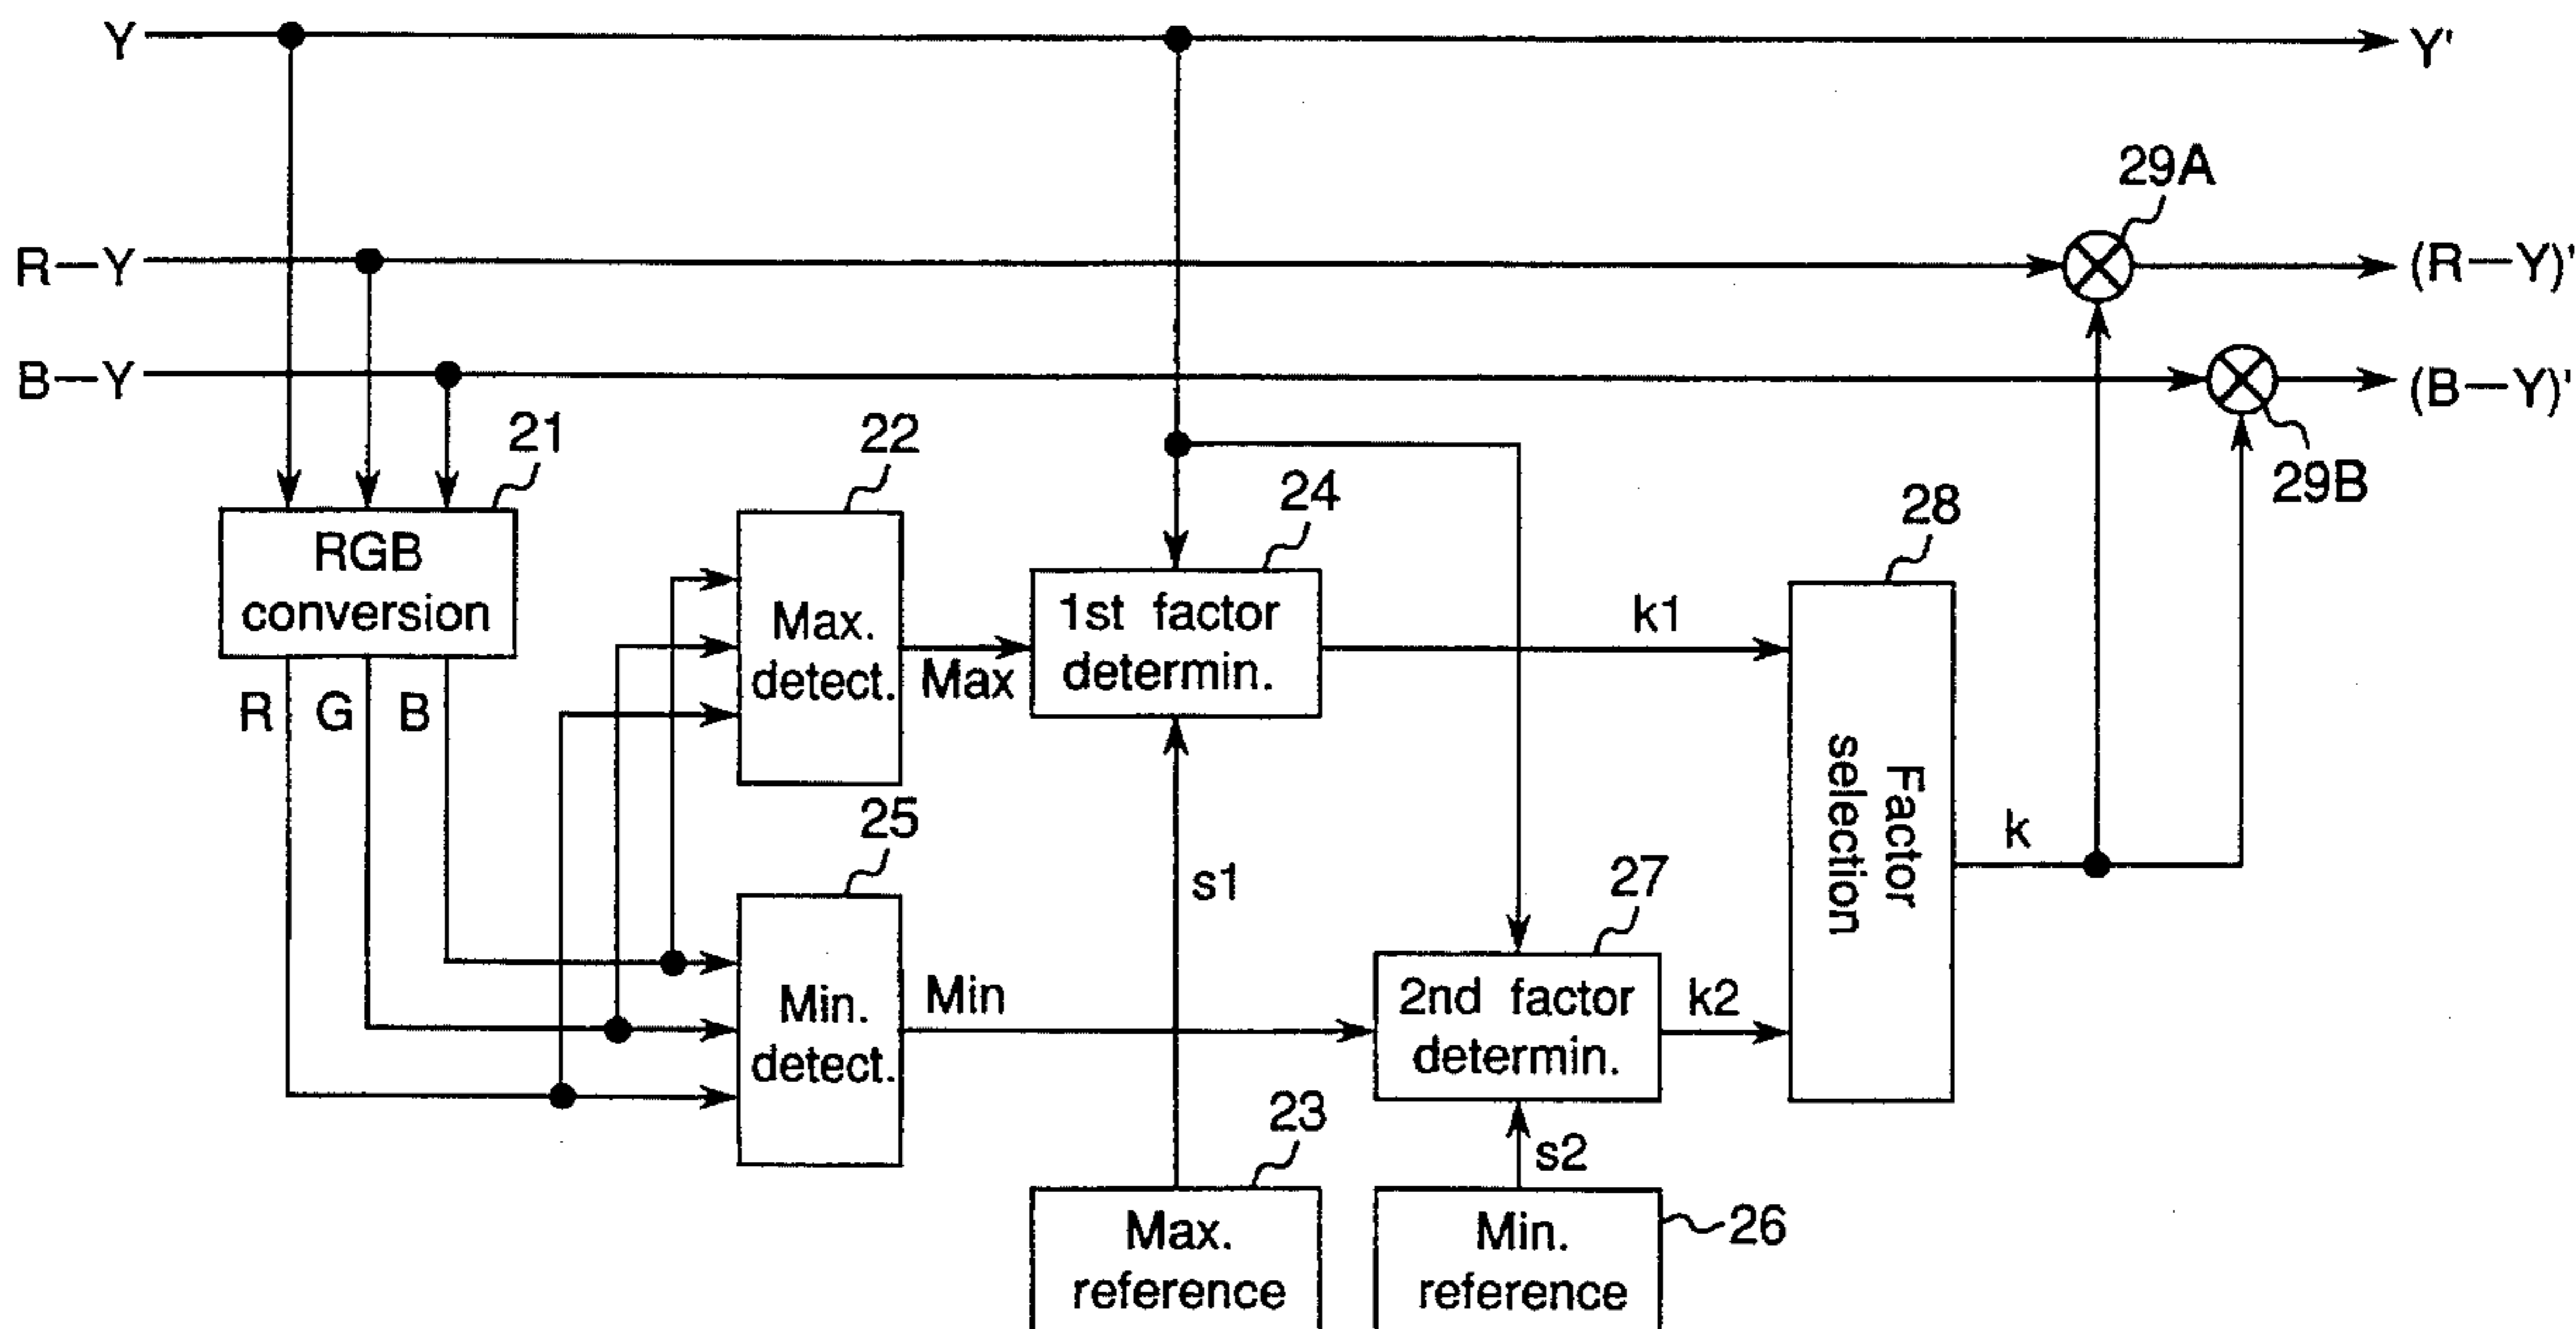 Y
Y'
29A
R—Y
(R—Y)'
B—Y
(B—Y)'
29B
21
22
24
28
RGB
conversion
Max.
detect.
Max
1st factor
determin.
k1
R
G
B
Factor
selection
k
25
s1
27
Min.
detect.
Min
2nd factor
determin.
k2
23
s2
Max.
reference
Min.
reference
26